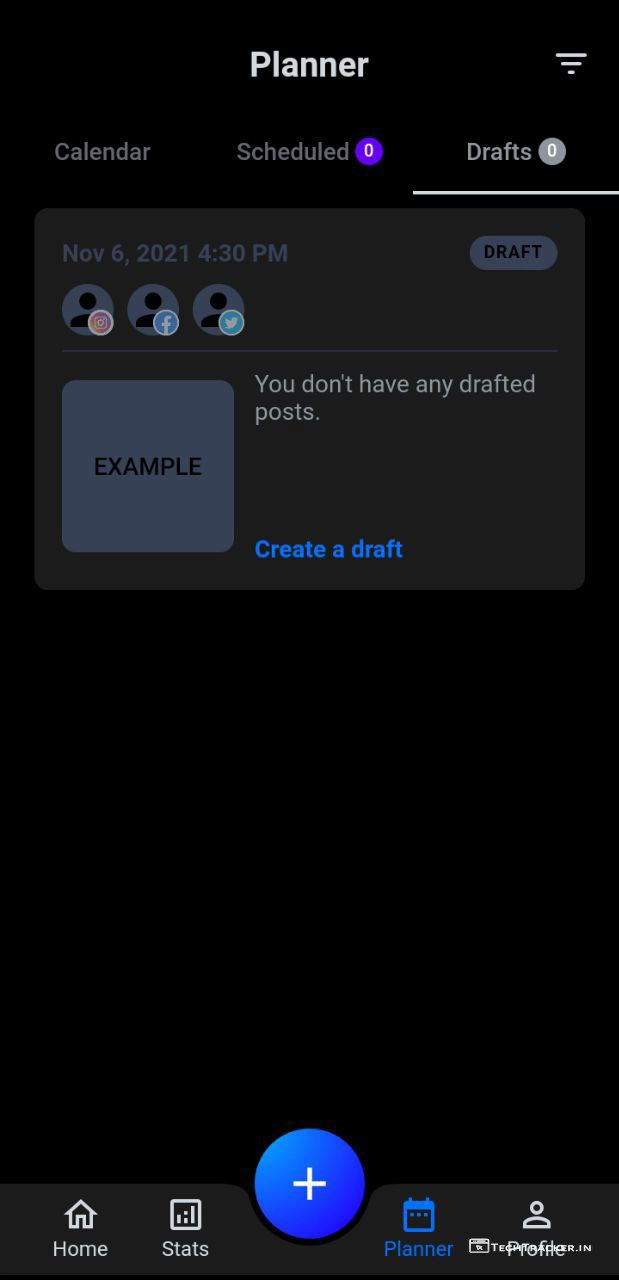 Planner
Calendar
Scheduled 0
Drafts 0
Nov 6, 2021 4:30 PM
DRAFT
EXAMPLE
You don't have any drafted
posts.
Create a draft
+
Home
Stats
Planner
Profile
TechTracker.in